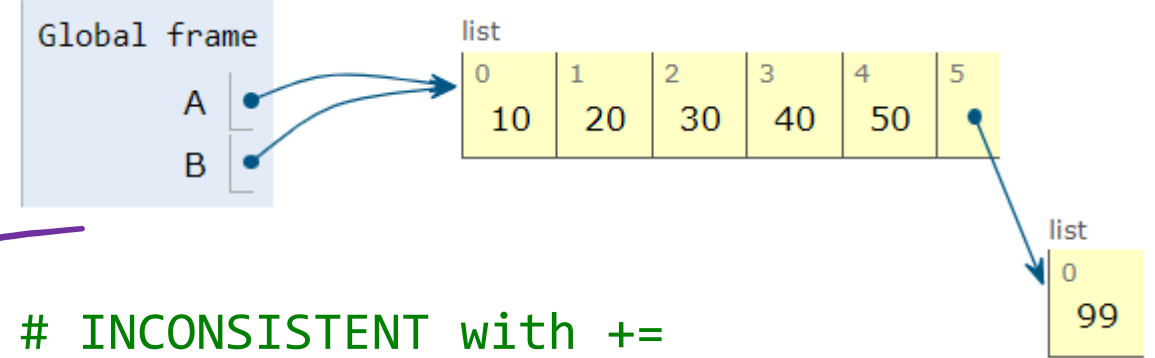 Global frame
A
B
list
0 1 2 3 4 5
10 20 30 40 50
list
0
99
# INCONSISTENT with +=